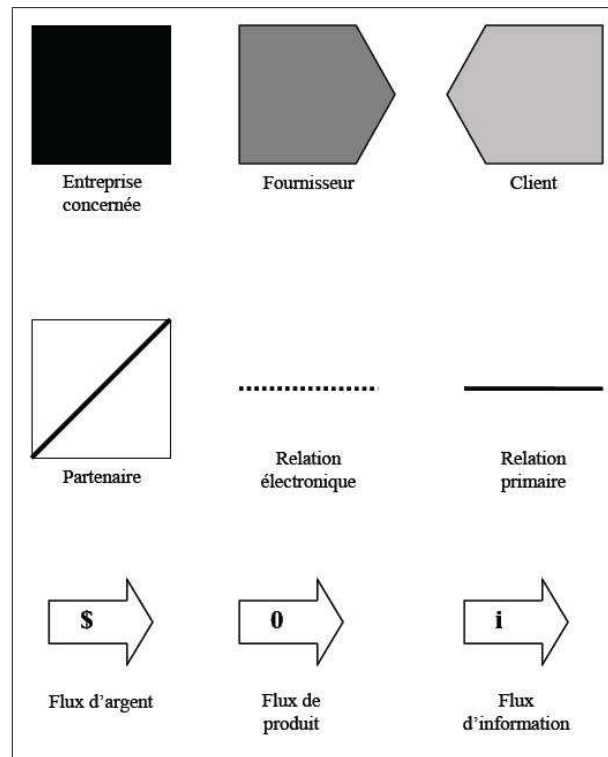 Entreprise
concernée
Fournisseur
Client
Partenaire
Relation
électronique
Relation
primaire
$
0
i
Flux d'argent
Flux de
produit
Flux
d'information